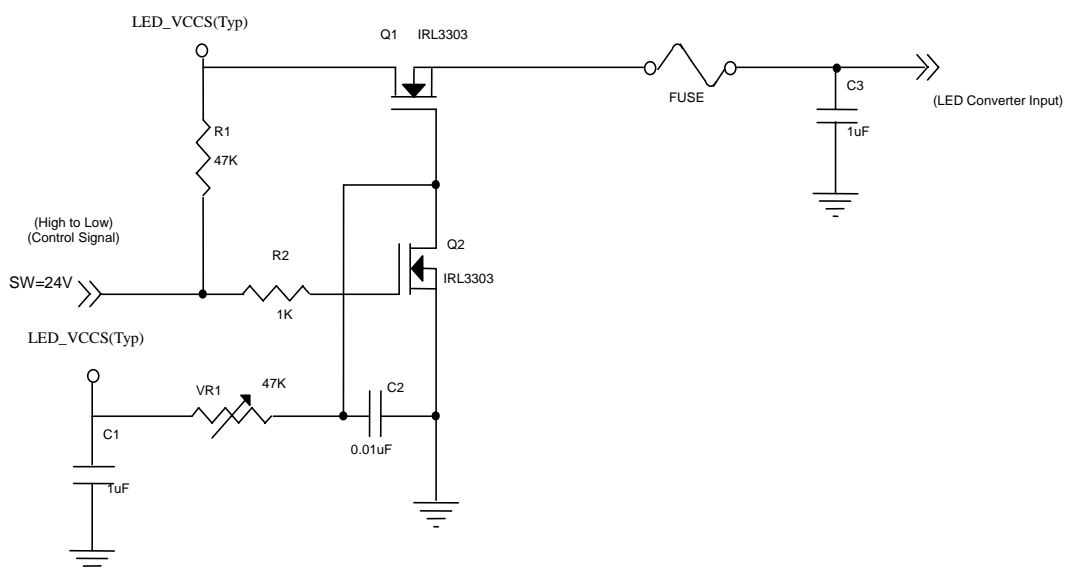 LED_VCCS(Typ)
Q1 IRL3303
R1
47K
FUSE
C3
1uF
(LED Converter Input)
(High to Low)
(Control Signal)
SW=24V
R2
1K
Q2
IRL3303
LED_VCCS(Typ)
VR1
47K
C2
0.01uF
C1
1uF